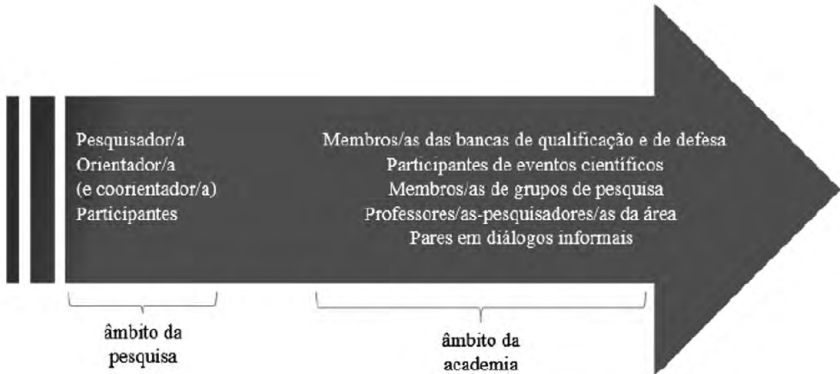 Pesquisador/a
Orientador/a
(e coorientador/a)
Participantes
Membros/as das bancas de qualificação e de defesa
Participantes de eventos científicos
Membros/as de grupos de pesquisa
Professores/as-pesquisadores/as da área
Pares em diálogos informais
âmbito da
pesquisa
âmbito da
academia